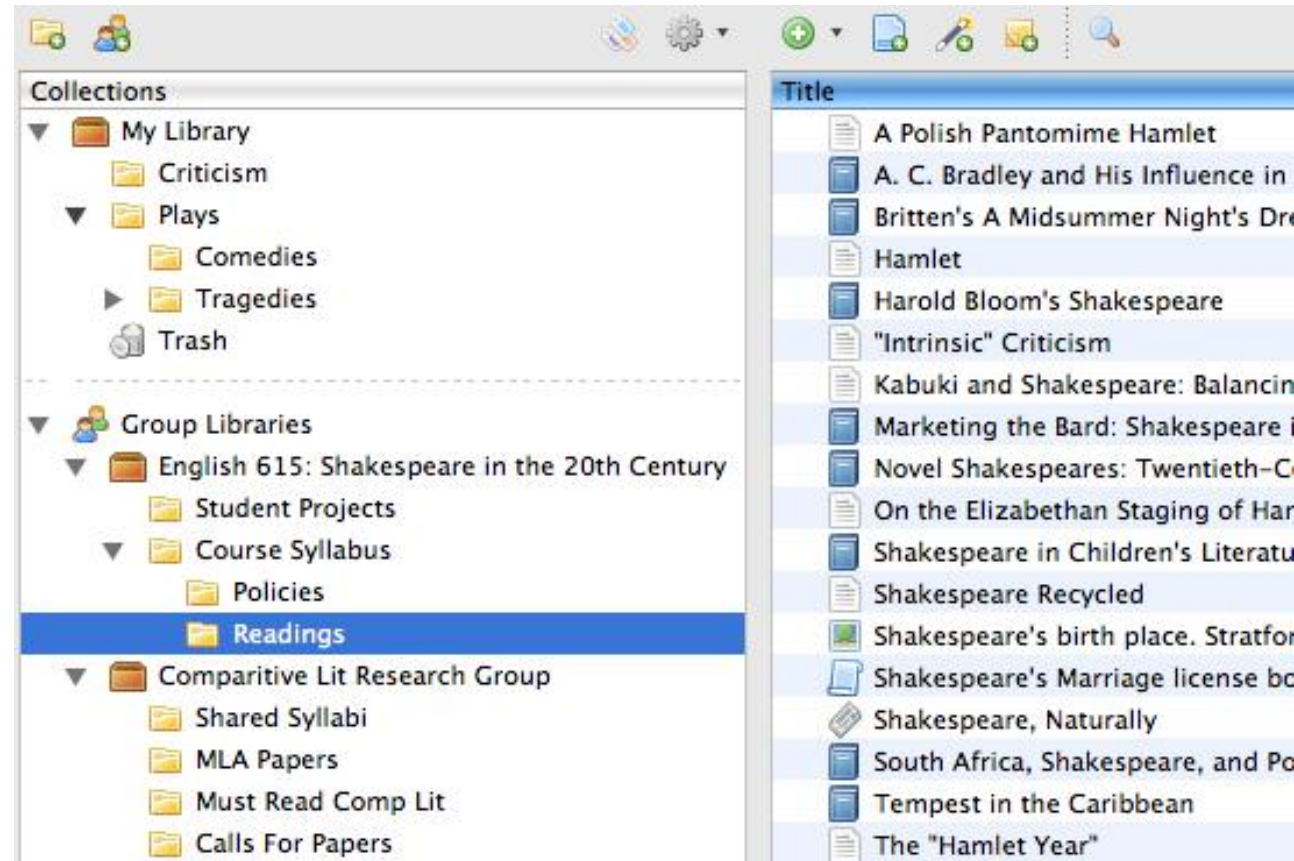 Collections
My Library
Criticism
Plays
Comedies
Tragedies
Trash
Group Libraries
English 615: Shakespeare in the 20th Century
Student Projects
Course Syllabus
Policies
Readings
Comparitive Lit Research Group
Shared Syllabi
MLA Papers
Must Read Comp Lit
Calls For Papers
Title
A Polish Pantomime Hamlet
A. C. Bradley and His Influence in
Britten's A Midsummer Night's Dre
Hamlet
Harold Bloom's Shakespeare
"Intrinsic" Criticism
Kabuki and Shakespeare: Balancin
Marketing the Bard: Shakespeare i
Novel Shakespeares: Twentieth-Ce
On the Elizabethan Staging of Ham
Shakespeare in Children's Literatu
Shakespeare Recycled
Shakespeare's birth place. Stratfor
Shakespeare's Marriage license bo
Shakespeare, Naturally
South Africa, Shakespeare, and Po
Tempest in the Caribbean
The "Hamlet Year"